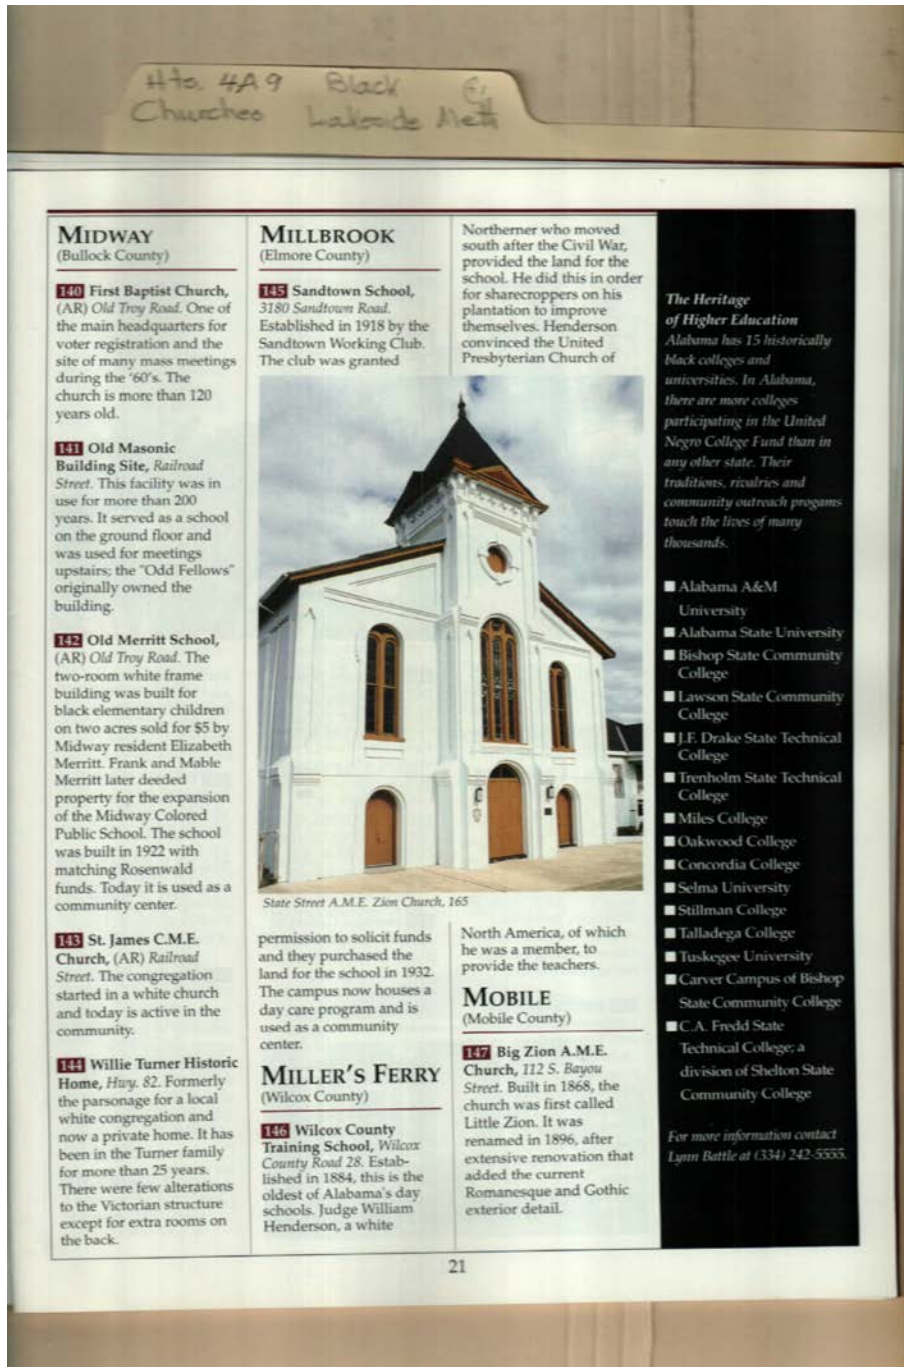 Hts. 4A9 Black
Churches Lakeside Meth
MIDWAY
(Bullock County)
140 First Baptist Church,
(AR) Old Troy Road. One of
the main headquarters for
voter registration and the
site of many mass meetings
during the '60's. The
church is more than 120
years old.
141 Old Masonic
Building Site, Railroad
Street. This facility was in
use for more than 200
years. It served as a school
on the ground floor and
was used for meetings
upstairs; the "Odd Fellows"
originally owned the
building.
142 Old Merritt School,
(AR) Old Troy Road. The
two-room white frame
building was built for
black elementary children
on two acres sold for $5 by
Midway resident Elizabeth
Merritt. Frank and Mable
Merritt later deeded
property for the expansion
of the Midway Colored
Public School. The school
was built in 1922 with
matching Rosenwald
funds. Today it is used as a
community center.
143 St. James C.M.E.
Church, (AR) Railroad
Street. The congregation
started in a white church
and today is active in the
community.
144 Willie Turner Historic
Home, Hwy. 82. Formerly
the parsonage for a local
white congregation and
now a private home. It has
been in the Turner family
for more than 25 years.
There were few alterations
to the Victorian structure
except for extra rooms on
the back.
MILLBROOK
(Elmore County)
145 Sandtown School,
3180 Sandtown Road.
Established in 1918 by the
Sandtown Working Club.
The club was granted
permission to solicit funds
and they purchased the
land for the school in 1932.
The campus now houses a
day care program and is
used as a community
center.
MILLER'S FERRY
(Wilcox County)
146 Wilcox County
Training School, Wilcox
County Road 28. Estab-
lished in 1884, this is the
oldest of Alabama's day
schools. Judge William
Henderson, a white
Northerner who moved
south after the Civil War,
provided the land for the
school. He did this in order
for sharecroppers on his
plantation to improve
themselves. Henderson
convinced the United
Presbyterian Church of
State Street A.M.E. Zion Church, 165
North America, of which
he was a member, to
provide the teachers.
MOBILE
(Mobile County)
147 Big Zion A.M.E.
Church, 112 S. Bayou
Street. Built in 1868, the
church was first called
Little Zion. It was
renamed in 1896, after
extensive renovation that
added the current
Romanesque and Gothic
exterior detail.
The Heritage
of Higher Education
Alabama has 15 historically
black colleges and
universities. In Alabama,
there are more colleges
participating in the United
Negro College Fund than in
any other state. Their
traditions, rivalries and
community outreach progams
touch the lives of many
thousands.
■ Alabama A&M
University
■ Alabama State University
■ Bishop State Community
College
■ Lawson State Community
College
■ J.F. Drake State Technical
College
■ Trenholm State Technical
College
■ Miles College
■ Oakwood College
■ Concordia College
■ Selma University
■ Stillman College
■ Talladega College
■ Tuskegee University
■ Carver Campus of Bishop
State Community College
■ C.A. Fredd State
Technical College; a
division of Shelton State
Community College
For more information contact
Lynn Battle at (334) 242-5555.
21